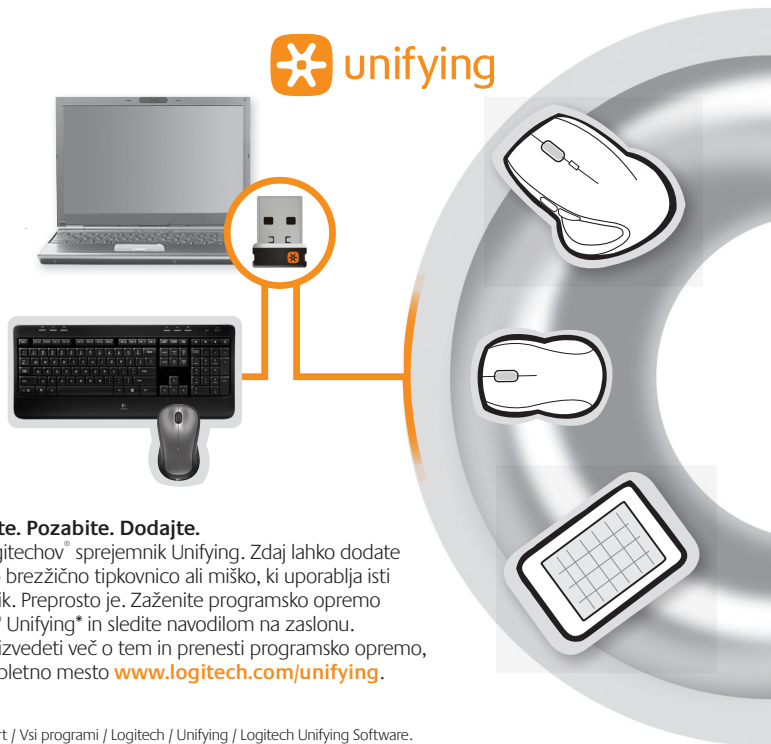 unifying
te. Pozabite. Dodajte.
gitechov® sprejemnik Unifying. Zdaj lahko dodate
o brezžično tipkovnico ali miško, ki uporablja isti
nik. Preprosto je. Zaženite programsko opremo
® Unifying* in sledite navodilom na zaslonu.
izvedeti več o tem in prenesti programsko opremo,
pletno mesto www.logitech.com/unifying.
rt / Vsi programi / Logitech / Unifying / Logitech Unifying Software.